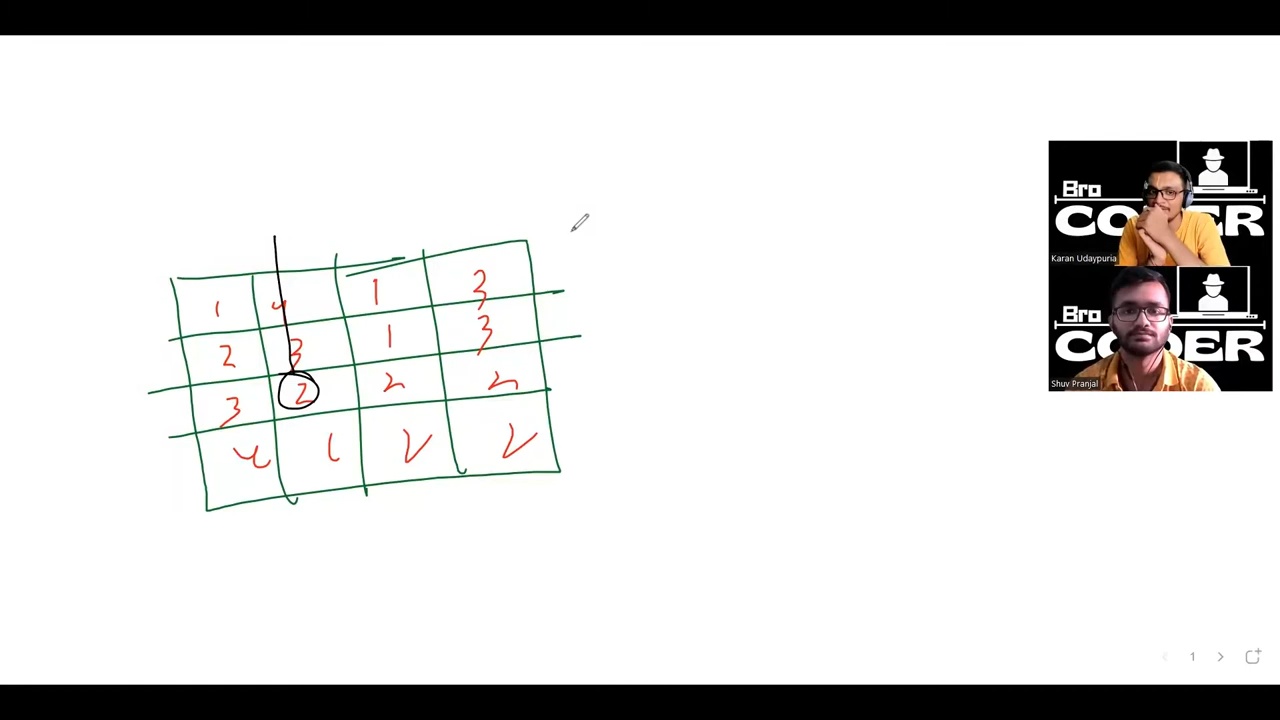 1 4 1 3
2 3 1 3
3 2 2 2
4 1 2 2
Bro
CODER
Karan Udaypuria
Bro
CODER
Shuv Pranjal
1